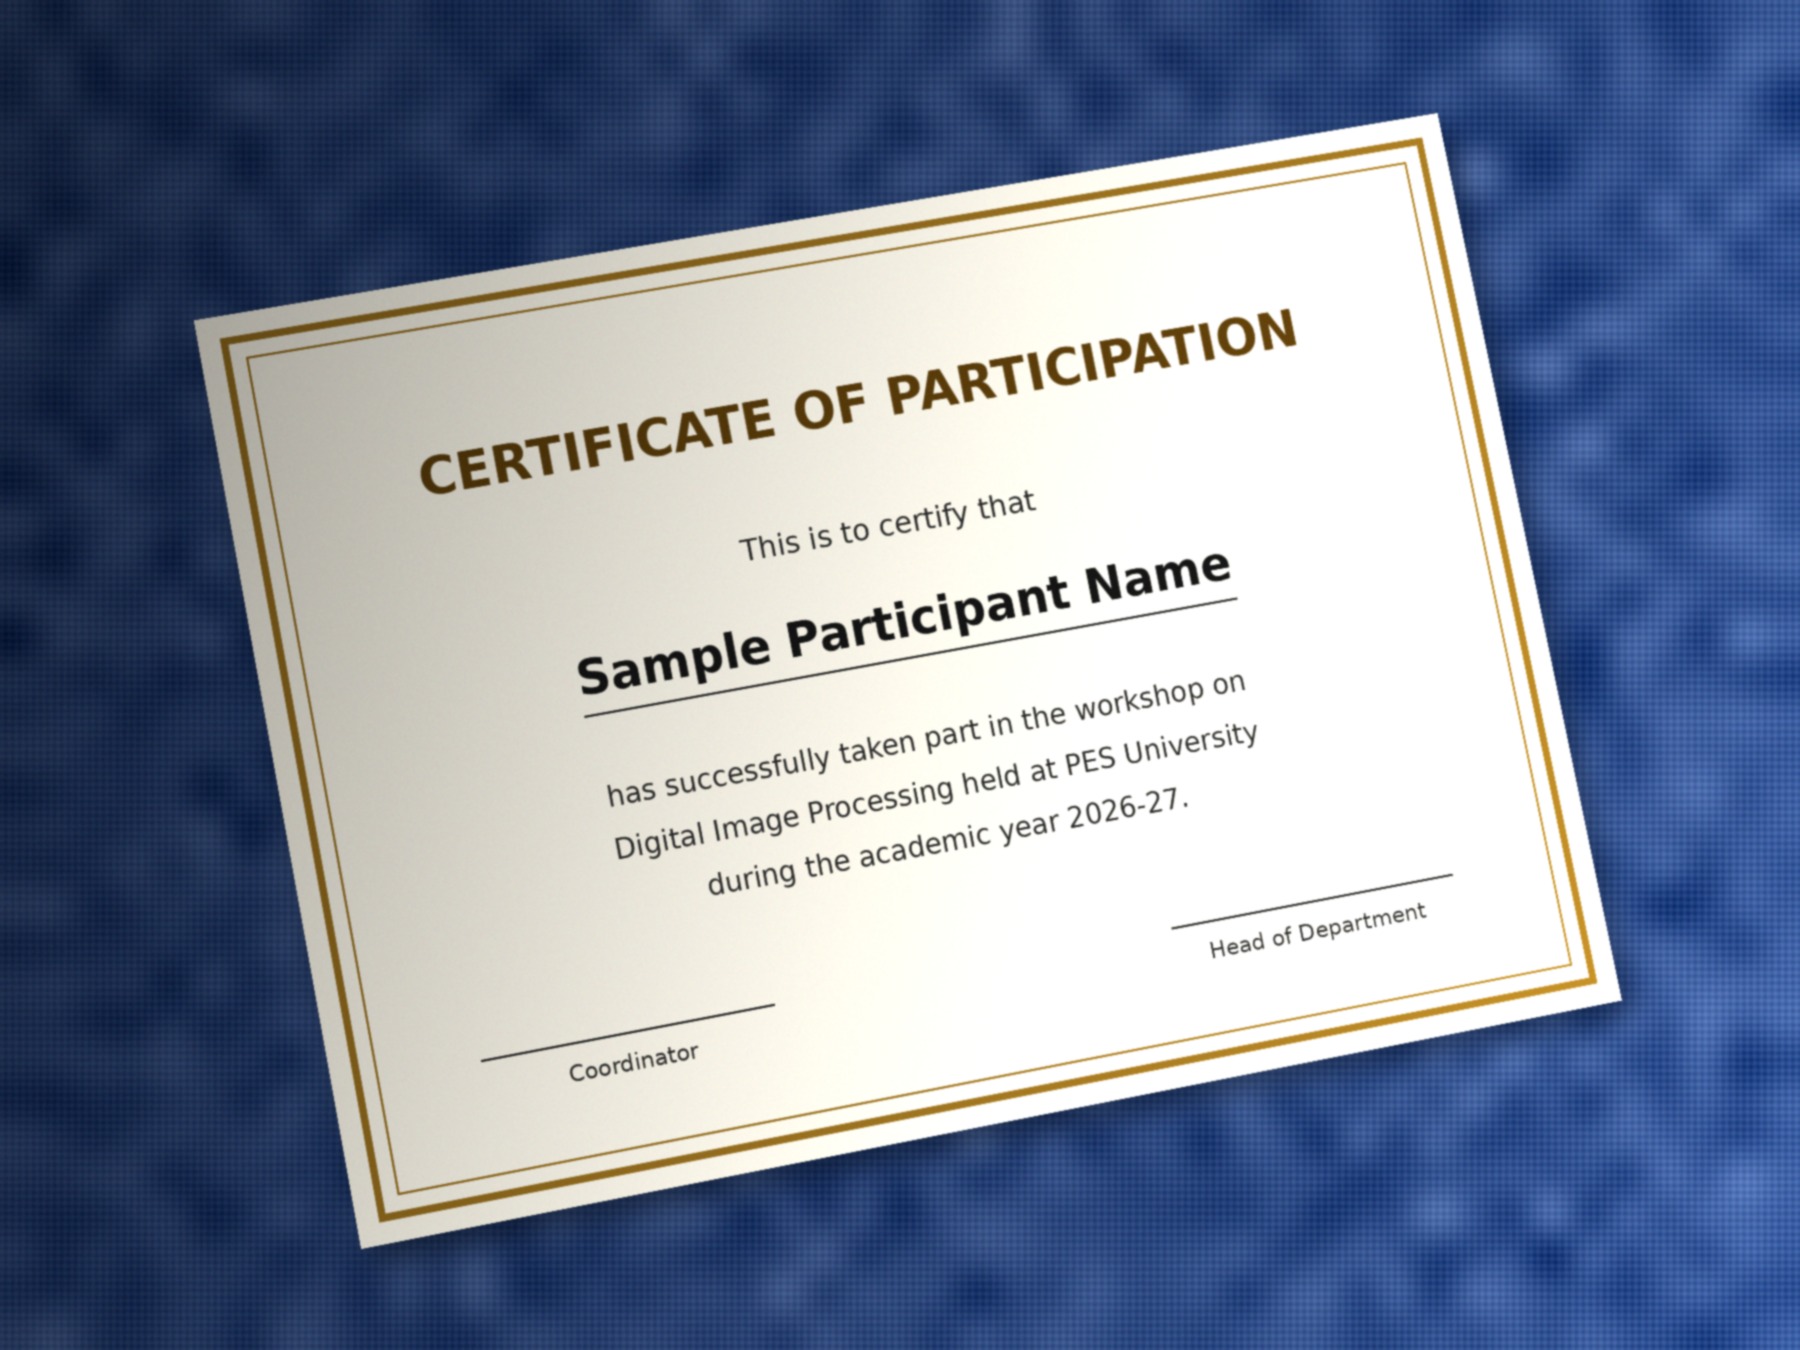 CERTIFICATE OF PARTICIPATION
This is to certify that
Sample Participant Name
has successfully taken part in the workshop on
Digital Image Processing held at PES University
during the academic year 2026-27.
Head of Department
Coordinator